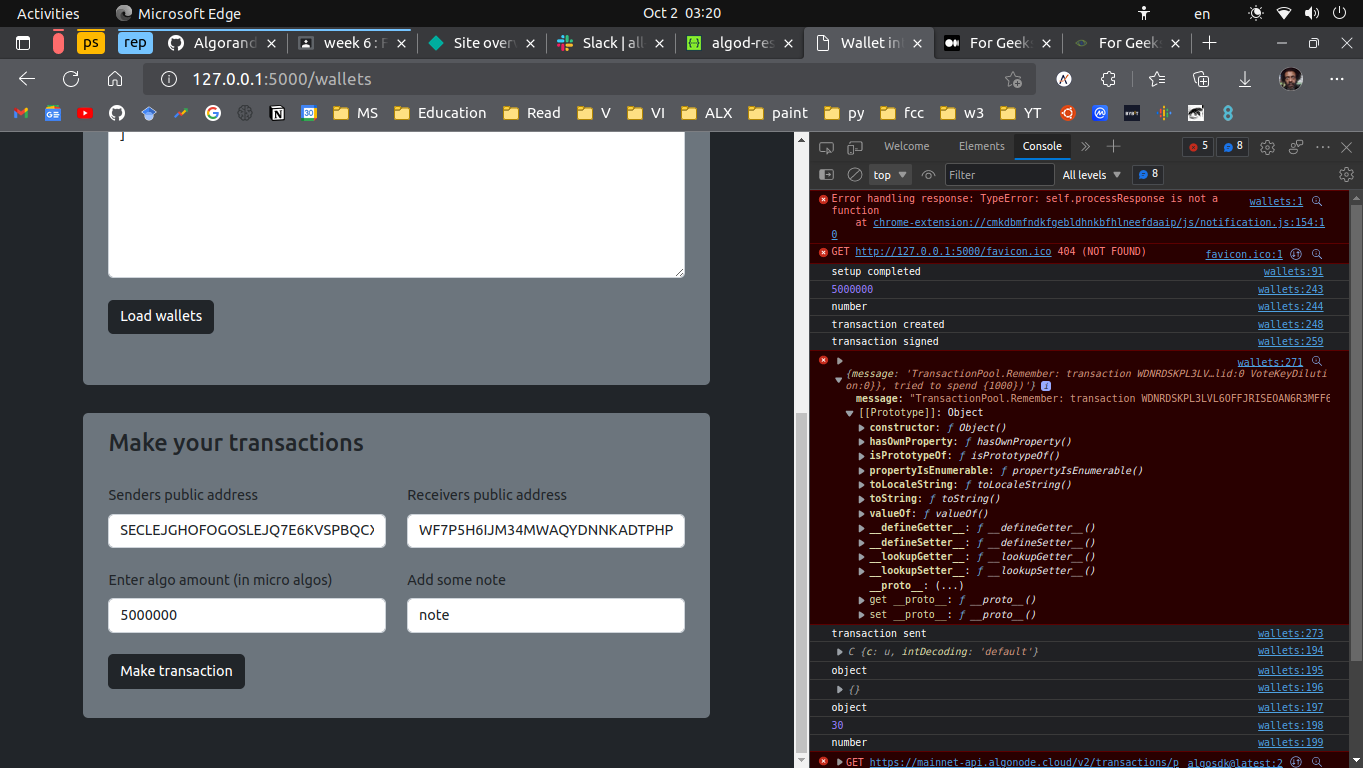 Activities
Microsoft Edge
Oct 2 03:20
en
ps
rep
Algorand
week 6 : F
Site over
Slack | all
algod-res
Wallet in
For Geeks
For Geek
127.0.0.1:5000/wallets
MS
Education
Read
V
VI
ALX
paint
py
fcc
w3
YT
]
Load wallets
Make your transactions
Senders public address
Receivers public address
SECLEJGHOFOGOSLEJQ7E6KVSPBQCX
WF7P5H6IJM34MWAQYDNNKADTPHP
Enter algo amount (in micro algos)
Add some note
5000000
note
Make transaction
Welcome
Elements
Console
5
8
top
Filter
All levels
8
Error handling response: TypeError: self.processResponse is not a wallets:1
function
at chrome-extension://cmkdbmfndkfgebldhnkbfhlneefdaaip/js/notification.js:154:1
0
GET http://127.0.0.1:5000/favicon.ico 404 (NOT FOUND) favicon.ico:1
setup completed wallets:91
5000000 wallets:243
number wallets:244
transaction created wallets:248
transaction signed wallets:259
wallets:271
{message: 'TransactionPool.Remember: transaction WDNRDSKPL3LV…lid:0 VoteKeyDiluti
on:0}}, tried to spend {1000})'}
message: "TransactionPool.Remember: transaction WDNRDSKPL3LVL6OFFJRISEOAN6R3MFF6
[[Prototype]]: Object
constructor: ƒ Object()
hasOwnProperty: ƒ hasOwnProperty()
isPrototypeOf: ƒ isPrototypeOf()
propertyIsEnumerable: ƒ propertyIsEnumerable()
toLocaleString: ƒ toLocaleString()
toString: ƒ toString()
valueOf: ƒ valueOf()
__defineGetter__: ƒ __defineGetter__()
__defineSetter__: ƒ __defineSetter__()
__lookupGetter__: ƒ __lookupGetter__()
__lookupSetter__: ƒ __lookupSetter__()
__proto__: (...)
get __proto__: ƒ __proto__()
set __proto__: ƒ __proto__()
transaction sent wallets:273
C {c: u, intDecoding: 'default'} wallets:194
object wallets:195
{} wallets:196
object wallets:197
30 wallets:198
number wallets:199
GET https://mainnet-api.algonode.cloud/v2/transactions/p algosdk@latest:2